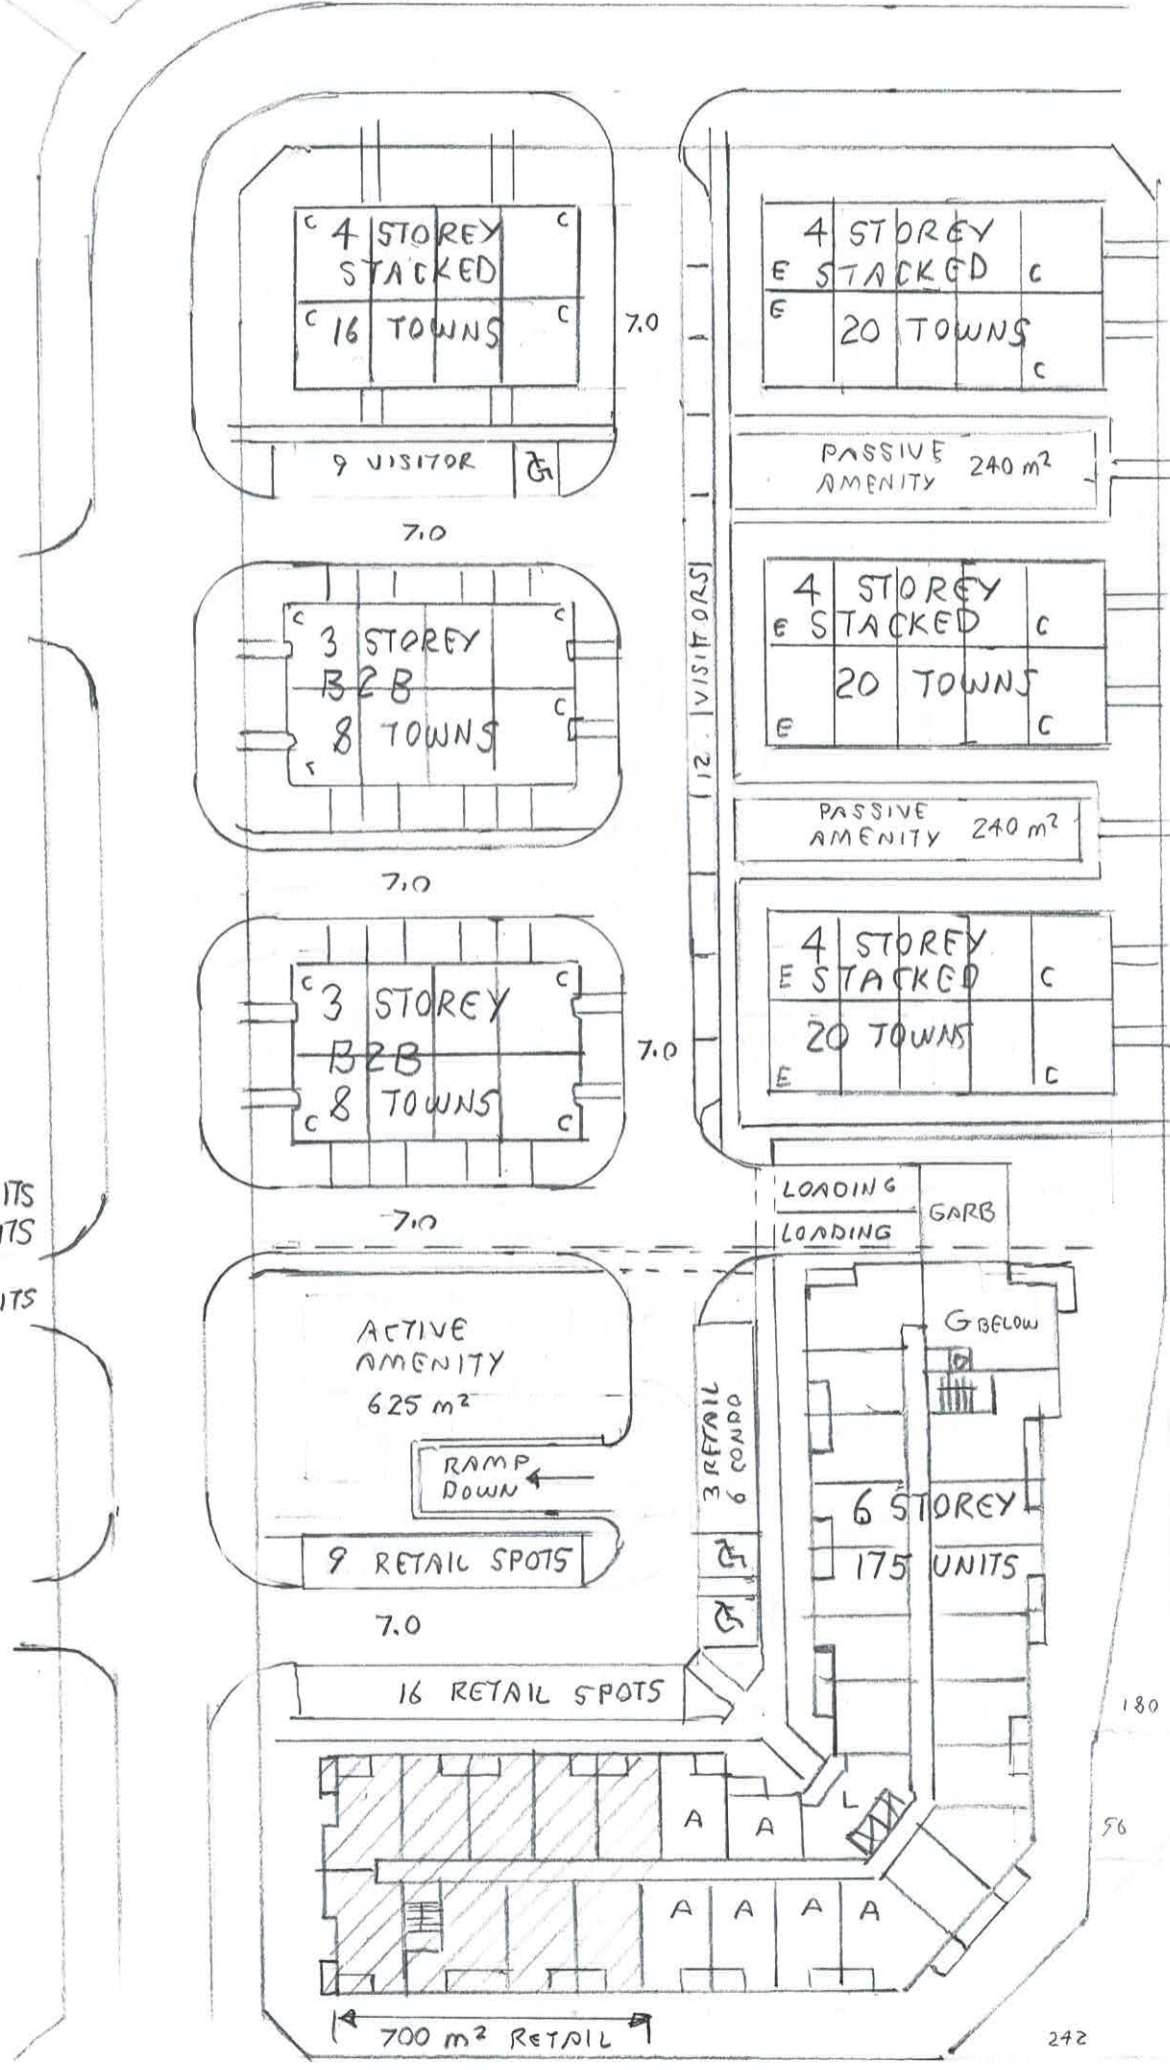 C 4 STOREY C
STACKED
C 16 TOWNS C
7.0
4 STOREY
E STACKED C
E
20 TOWNS
C
9 VISITOR
7.0
PASSIVE
AMENITY 240 m²
12 VISITORS
C 3 STOREY C
B2B
C
8 TOWNS
4 STOREY
E STACKED C
20 TOWNS
E C
7.0
PASSIVE
AMENITY 240 m²
C 3 STOREY C
B2B
C 8 TOWNS C
7.0
4 STOREY
E STACKED C
20 TOWNS
E C
ITS
ITS
ITS
7.0
LOADING
LOADING
GARB
ACTIVE
AMENITY
625 m²
RAMP
DOWN
9 RETAIL SPOTS
7.0
3 RETAIL
6 CONDO
G BELOW
6 STOREY
175 UNITS
16 RETAIL SPOTS
180
A A L
56
A A A A
700 m² RETAIL
242